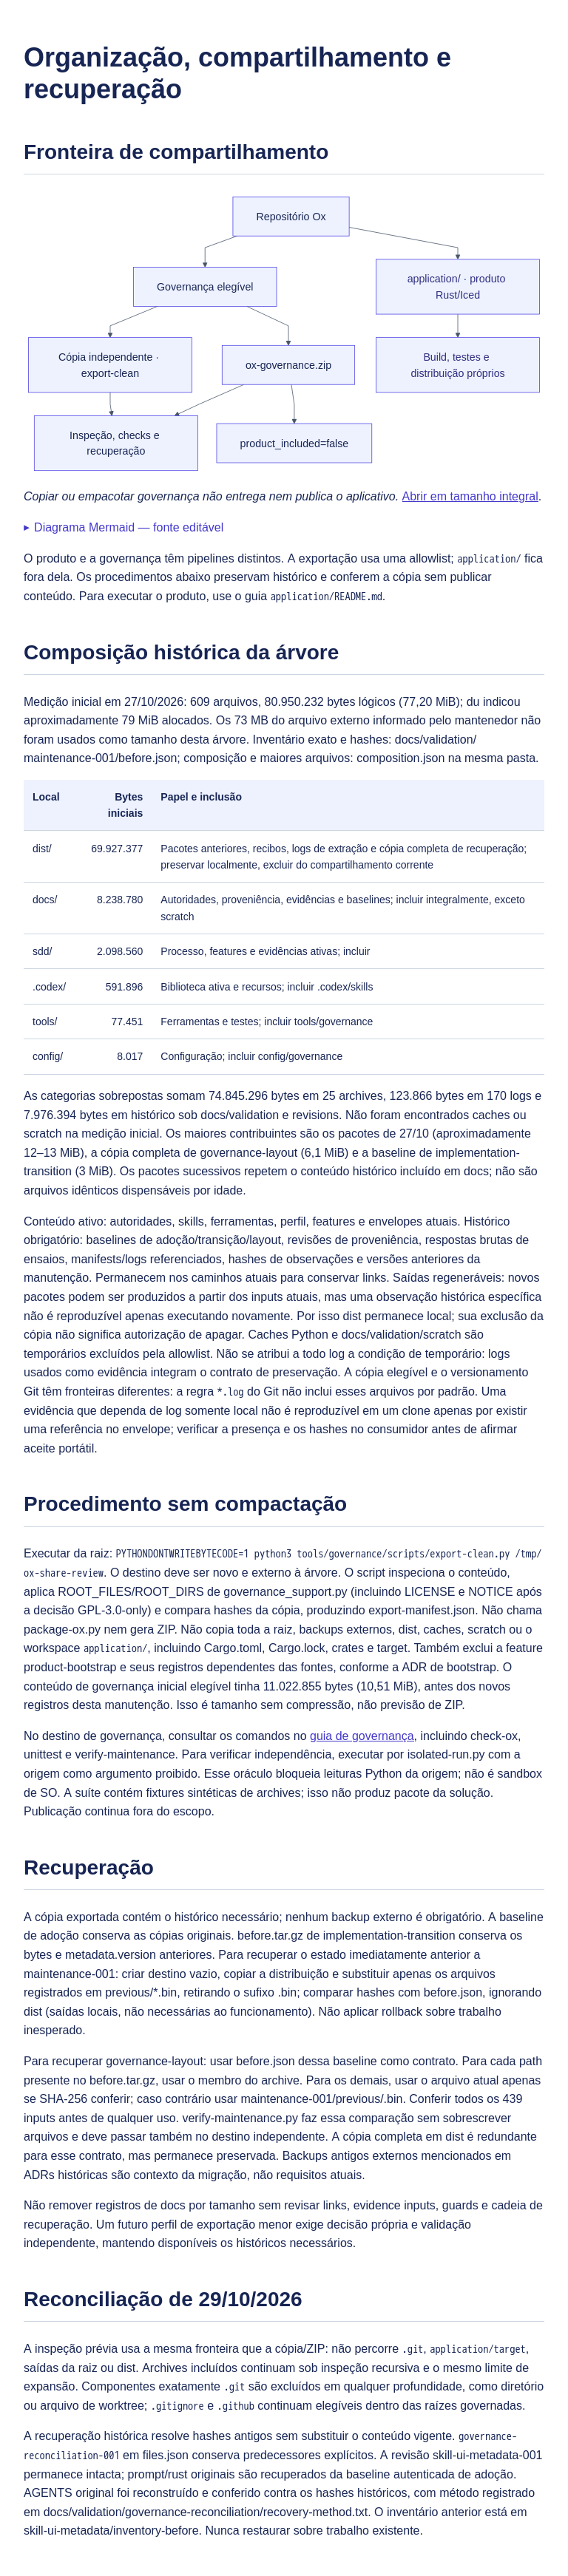 Organização, compartilhamento e
recuperação
Fronteira de compartilhamento
Repositório Ox
Governança elegível
application/ · produto
Rust/Iced
Cópia independente ·
export-clean
ox-governance.zip
Build, testes e
distribuição próprios
Inspeção, checks e
recuperação
product_included=false
Copiar ou empacotar governança não entrega nem publica o aplicativo. Abrir em tamanho integral.
▸ Diagrama Mermaid — fonte editável
O produto e a governança têm pipelines distintos. A exportação usa uma allowlist; application/ fica
fora dela. Os procedimentos abaixo preservam histórico e conferem a cópia sem publicar
conteúdo. Para executar o produto, use o guia application/README.md.
Composição histórica da árvore
Medição inicial em 27/10/2026: 609 arquivos, 80.950.232 bytes lógicos (77,20 MiB); du indicou
aproximadamente 79 MiB alocados. Os 73 MB do arquivo externo informado pelo mantenedor não
foram usados como tamanho desta árvore. Inventário exato e hashes: docs/validation/
maintenance-001/before.json; composição e maiores arquivos: composition.json na mesma pasta.
Local Bytes iniciais Papel e inclusão
dist/ 69.927.377 Pacotes anteriores, recibos, logs de extração e cópia completa de recuperação;
preservar localmente, excluir do compartilhamento corrente
docs/ 8.238.780 Autoridades, proveniência, evidências e baselines; incluir integralmente, exceto
scratch
sdd/ 2.098.560 Processo, features e evidências ativas; incluir
.codex/ 591.896 Biblioteca ativa e recursos; incluir .codex/skills
tools/ 77.451 Ferramentas e testes; incluir tools/governance
config/ 8.017 Configuração; incluir config/governance
As categorias sobrepostas somam 74.845.296 bytes em 25 archives, 123.866 bytes em 170 logs e
7.976.394 bytes em histórico sob docs/validation e revisions. Não foram encontrados caches ou
scratch na medição inicial. Os maiores contribuintes são os pacotes de 27/10 (aproximadamente
12–13 MiB), a cópia completa de governance-layout (6,1 MiB) e a baseline de implementation-
transition (3 MiB). Os pacotes sucessivos repetem o conteúdo histórico incluído em docs; não são
arquivos idênticos dispensáveis por idade.
Conteúdo ativo: autoridades, skills, ferramentas, perfil, features e envelopes atuais. Histórico
obrigatório: baselines de adoção/transição/layout, revisões de proveniência, respostas brutas de
ensaios, manifests/logs referenciados, hashes de observações e versões anteriores da
manutenção. Permanecem nos caminhos atuais para conservar links. Saídas regeneráveis: novos
pacotes podem ser produzidos a partir dos inputs atuais, mas uma observação histórica específica
não é reproduzível apenas executando novamente. Por isso dist permanece local; sua exclusão da
cópia não significa autorização de apagar. Caches Python e docs/validation/scratch são
temporários excluídos pela allowlist. Não se atribui a todo log a condição de temporário: logs
usados como evidência integram o contrato de preservação. A cópia elegível e o versionamento
Git têm fronteiras diferentes: a regra *.log do Git não inclui esses arquivos por padrão. Uma
evidência que dependa de log somente local não é reproduzível em um clone apenas por existir
uma referência no envelope; verificar a presença e os hashes no consumidor antes de afirmar
aceite portátil.
Procedimento sem compactação
Executar da raiz: PYTHONDONTWRITEBYTECODE=1 python3 tools/governance/scripts/export-clean.py /tmp/
ox-share-review. O destino deve ser novo e externo à árvore. O script inspeciona o conteúdo,
aplica ROOT_FILES/ROOT_DIRS de governance_support.py (incluindo LICENSE e NOTICE após
a decisão GPL-3.0-only) e compara hashes da cópia, produzindo export-manifest.json. Não chama
package-ox.py nem gera ZIP. Não copia toda a raiz, backups externos, dist, caches, scratch ou o
workspace application/, incluindo Cargo.toml, Cargo.lock, crates e target. Também exclui a feature
product-bootstrap e seus registros dependentes das fontes, conforme a ADR de bootstrap. O
conteúdo de governança inicial elegível tinha 11.022.855 bytes (10,51 MiB), antes dos novos
registros desta manutenção. Isso é tamanho sem compressão, não previsão de ZIP.
No destino de governança, consultar os comandos no guia de governança, incluindo check-ox,
unittest e verify-maintenance. Para verificar independência, executar por isolated-run.py com a
origem como argumento proibido. Esse oráculo bloqueia leituras Python da origem; não é sandbox
de SO. A suíte contém fixtures sintéticas de archives; isso não produz pacote da solução.
Publicação continua fora do escopo.
Recuperação
A cópia exportada contém o histórico necessário; nenhum backup externo é obrigatório. A baseline
de adoção conserva as cópias originais. before.tar.gz de implementation-transition conserva os
bytes e metadata.version anteriores. Para recuperar o estado imediatamente anterior a
maintenance-001: criar destino vazio, copiar a distribuição e substituir apenas os arquivos
registrados em previous/*.bin, retirando o sufixo .bin; comparar hashes com before.json, ignorando
dist (saídas locais, não necessárias ao funcionamento). Não aplicar rollback sobre trabalho
inesperado.
Para recuperar governance-layout: usar before.json dessa baseline como contrato. Para cada path
presente no before.tar.gz, usar o membro do archive. Para os demais, usar o arquivo atual apenas
se SHA-256 conferir; caso contrário usar maintenance-001/previous/.bin. Conferir todos os 439
inputs antes de qualquer uso. verify-maintenance.py faz essa comparação sem sobrescrever
arquivos e deve passar também no destino independente. A cópia completa em dist é redundante
para esse contrato, mas permanece preservada. Backups antigos externos mencionados em
ADRs históricas são contexto da migração, não requisitos atuais.
Não remover registros de docs por tamanho sem revisar links, evidence inputs, guards e cadeia de
recuperação. Um futuro perfil de exportação menor exige decisão própria e validação
independente, mantendo disponíveis os históricos necessários.
Reconciliação de 29/10/2026
A inspeção prévia usa a mesma fronteira que a cópia/ZIP: não percorre .git, application/target,
saídas da raiz ou dist. Archives incluídos continuam sob inspeção recursiva e o mesmo limite de
expansão. Componentes exatamente .git são excluídos em qualquer profundidade, como diretório
ou arquivo de worktree; .gitignore e .github continuam elegíveis dentro das raízes governadas.
A recuperação histórica resolve hashes antigos sem substituir o conteúdo vigente. governance-
reconciliation-001 em files.json conserva predecessores explícitos. A revisão skill-ui-metadata-001
permanece intacta; prompt/rust originais são recuperados da baseline autenticada de adoção.
AGENTS original foi reconstruído e conferido contra os hashes históricos, com método registrado
em docs/validation/governance-reconciliation/recovery-method.txt. O inventário anterior está em
skill-ui-metadata/inventory-before. Nunca restaurar sobre trabalho existente.